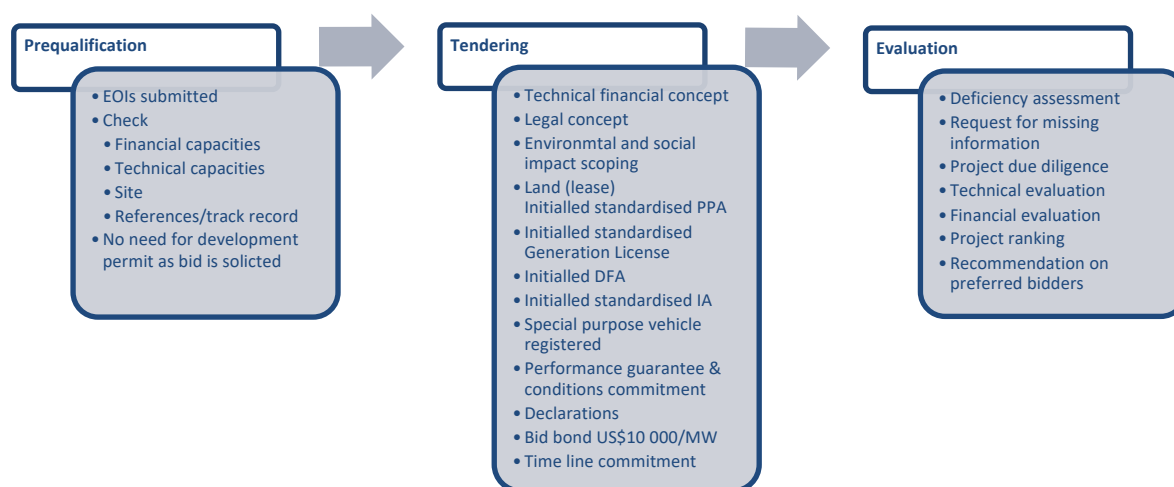 Prequalification
• EOIs submitted
• Check
• Financial capacities
• Technical capacities
• Site
• References/track record
• No need for development
permit as bid is solicted
Tendering
• Technical financial concept
• Legal concept
• Environmtal and social
impact scoping
• Land (lease)
Initialled standardised PPA
• Initialled standardised
Generation License
• Initialled DFA
• Initialled standardised IA
• Special purpose vehicle
registered
• Performance guarantee &
conditions commitment
• Declarations
• Bid bond US$10 000/MW
• Time line commitment
Evaluation
• Deficiency assessment
• Request for missing
information
• Project due diligence
• Technical evaluation
• Financial evaluation
• Project ranking
• Recommendation on
preferred bidders